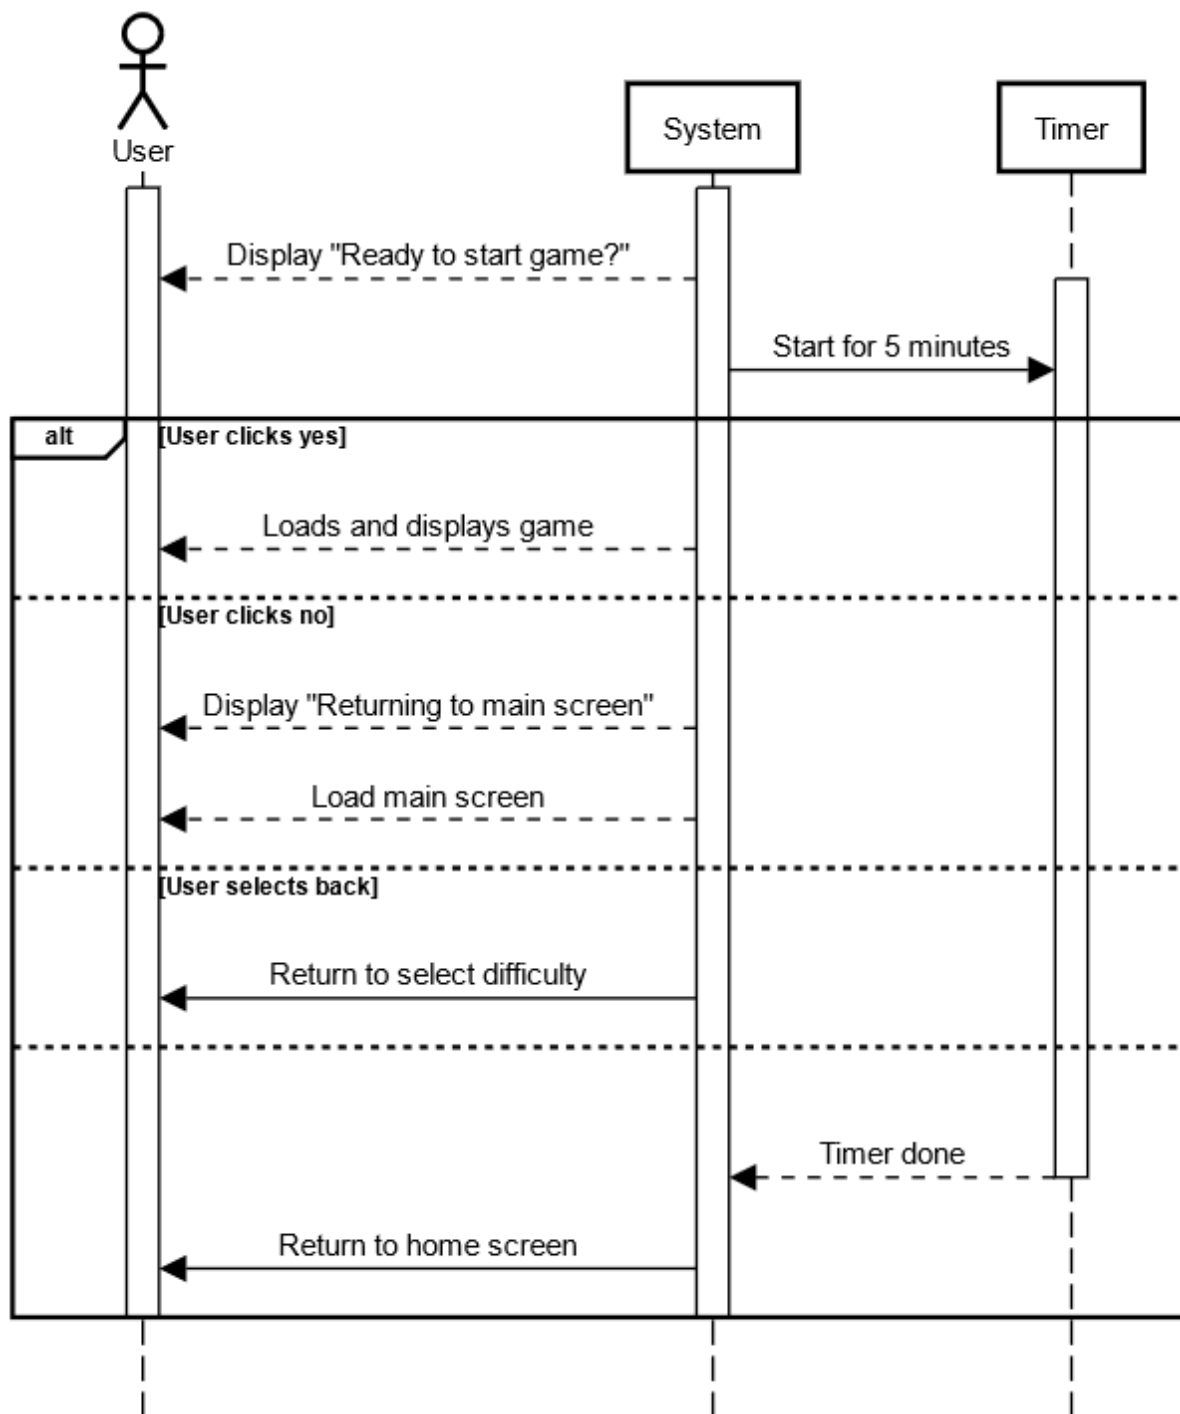 User
System
Timer
Display "Ready to start game?"
Start for 5 minutes
alt
[User clicks yes]
Loads and displays game
[User clicks no]
Display "Returning to main screen"
Load main screen
[User selects back]
Return to select difficulty
Timer done
Return to home screen